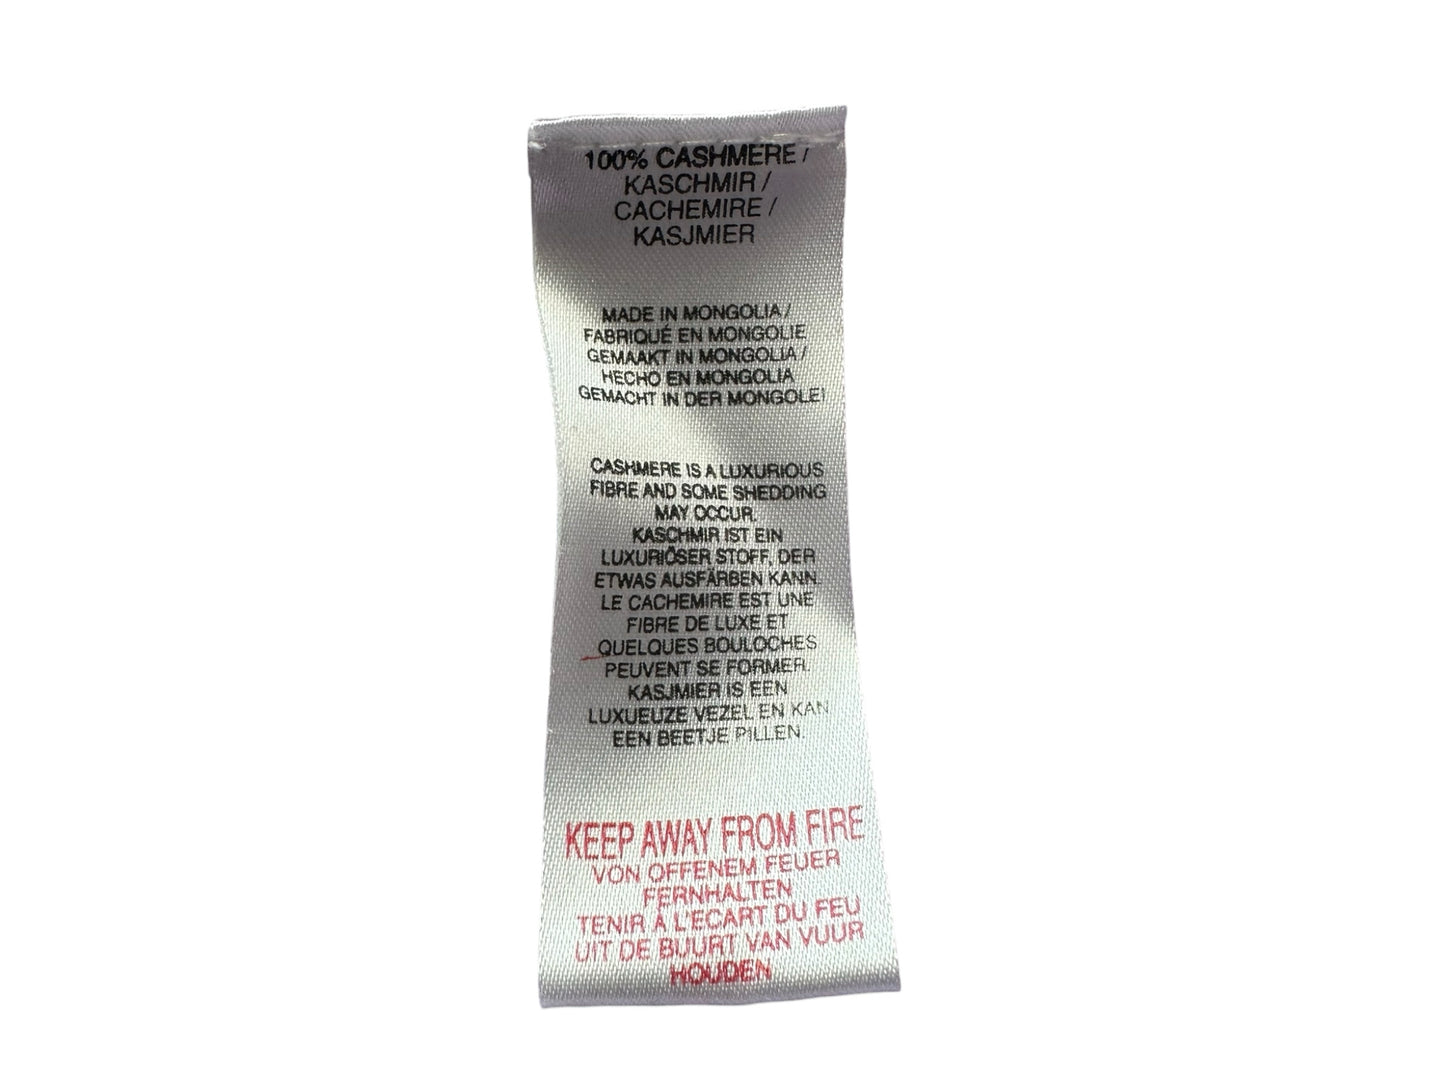 100% CASHMERE /
KASCHMIR /
CACHEMIRE /
KASJMIER
MADE IN MONGOLIA /
FABRIQUÉ EN MONGOLIE
GEMAAKT IN MONGOLIA /
HECHO EN MONGOLIA
GEMACHT IN DER MONGOLEI
CASHMERE IS A LUXURIOUS
FIBRE AND SOME SHEDDING
MAY OCCUR.
KASCHMIR IST EIN
LUXURIÖSER STOFF, DER
ETWAS AUSFÄRBEN KANN.
LE CACHEMIRE EST UNE
FIBRE DE LUXE ET
QUELQUES BOULOCHES
PEUVENT SE FORMER.
KASJMIER IS EEN
LUXUEUZE VEZEL EN KAN
EEN BEETJE PILLEN.
KEEP AWAY FROM FIRE
VON OFFENEM FEUER
FERNHALTEN
TENIR À L'ECART DU FEU
UIT DE BUURT VAN VUUR
HOUDEN